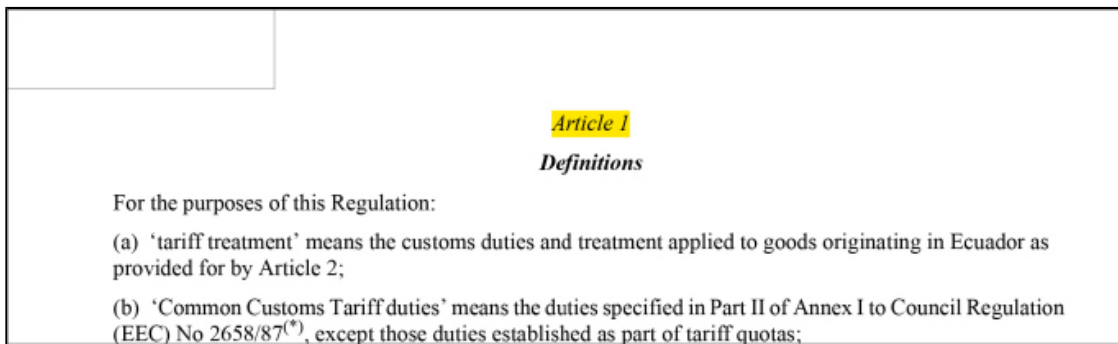 Article 1
Definitions
For the purposes of this Regulation:
(a) ‘tariff treatment’ means the customs duties and treatment applied to goods originating in Ecuador as
provided for by Article 2;
(b) ‘Common Customs Tariff duties’ means the duties specified in Part II of Annex I to Council Regulation
(EEC) No 2658/87(*), except those duties established as part of tariff quotas;